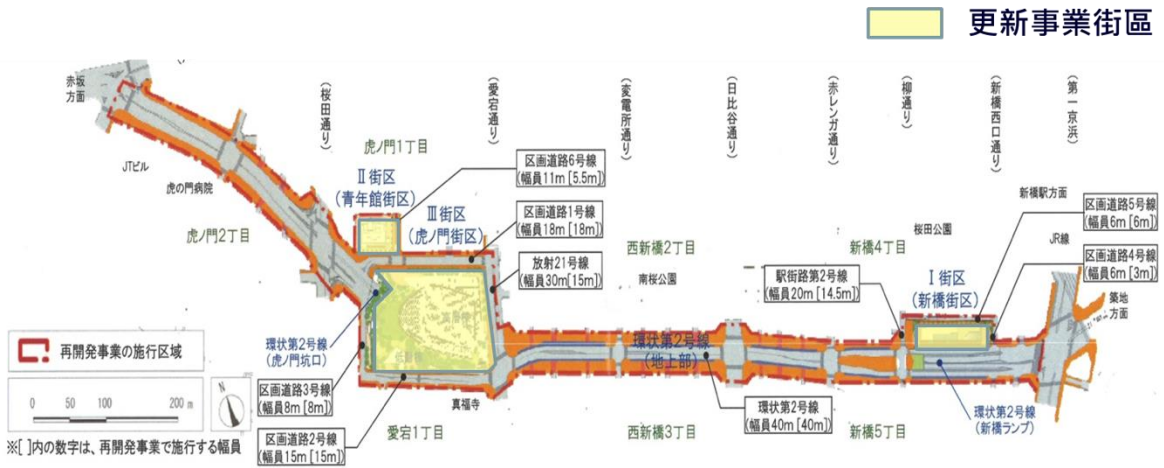 更新事業街區
赤坂
方面
(桜田通り)
(愛宕通り)
(変電所通り)
(日比谷通り)
(赤レンガ通り)
(柳通り)
(新橋西口通り)
(第一京浜)
JTビル
虎の門病院
虎ノ門1丁目
虎ノ門2丁目
Ⅱ街区
(青年館街区)
Ⅲ街区
(虎ノ門街区)
区画道路6号線
(幅員11m [5.5m])
区画道路1号線
(幅員18m [18m])
放射21号線
(幅員30m[15m])
西新橋2丁目
南桜公園
新橋4丁目
桜田公園
新橋駅方面
JR線
区画道路5号線
(幅員6m [6m])
区画道路4号線
(幅員6m [3m])
駅街路第2号線
(幅員20m [14.5m])
Ⅰ街区
(新橋街区)
築地
方面
環状第2号線
(地上部)
環状第2号線
(虎ノ門坑口)
再開発事業の施行区域
0 50 100 200 m
N
※[ ]内の数字は、再開発事業で施行する幅員
区画道路3号線
(幅員8m [8m])
区画道路2号線
(幅員15m [15m])
真福寺
愛宕1丁目
西新橋3丁目
環状第2号線
(幅員40m [40m])
新橋5丁目
環状第2号線
(新橋ランプ)